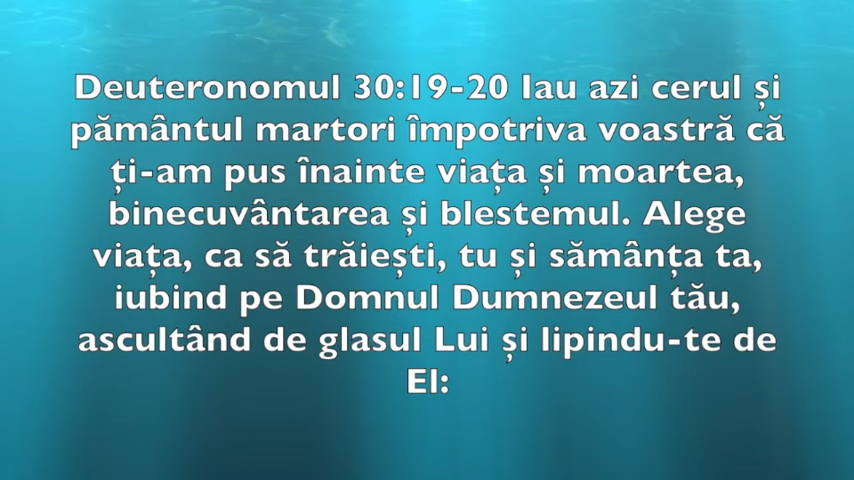 Deuteronomul 30:19-20 Iau azi cerul și
pământul martori împotriva voastră că
ți-am pus înainte viața și moartea,
binecuvântarea și blestemul. Alege
viața, ca să trăiești, tu și sămânța ta,
iubind pe Domnul Dumnezeul tău,
ascultând de glasul Lui și lipindu-te de
El: